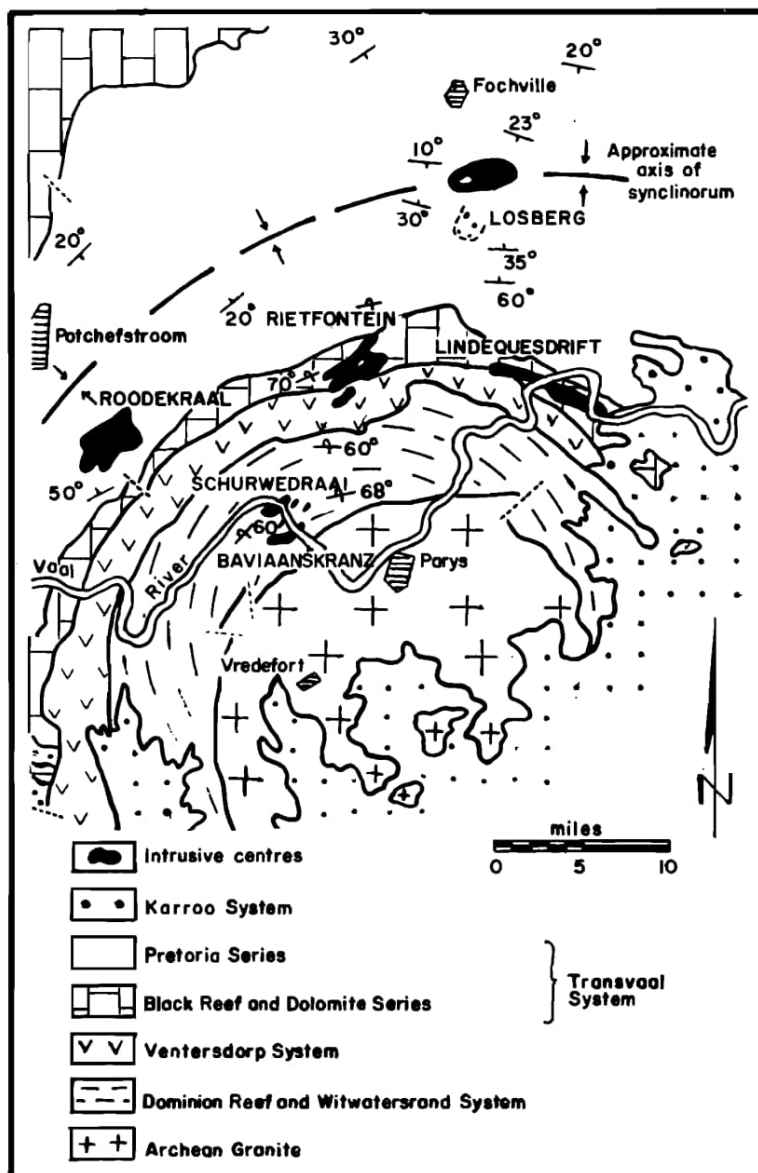 30°
20°
Fochville
23°
10°
Approximate
axis of
synclinorum
30°
LOSBERG
20°
35°
60°
20°
RIETFONTEIN
Potchefstroom
LINDEQUESDRIFT
70°
ROODEKRAAL
60°
SCHURWEDRAAI
68°
50°
60°
BAVIAANSKRANZ
Parys
Vaal
River
Vredefort
N
miles
0 5 10
Intrusive centres
Karroo System
Pretoria Series
Transvaal
System
Black Reef and Dolomite Series
Ventersdorp System
Dominion Reef and Witwatersrand System
Archean Granite